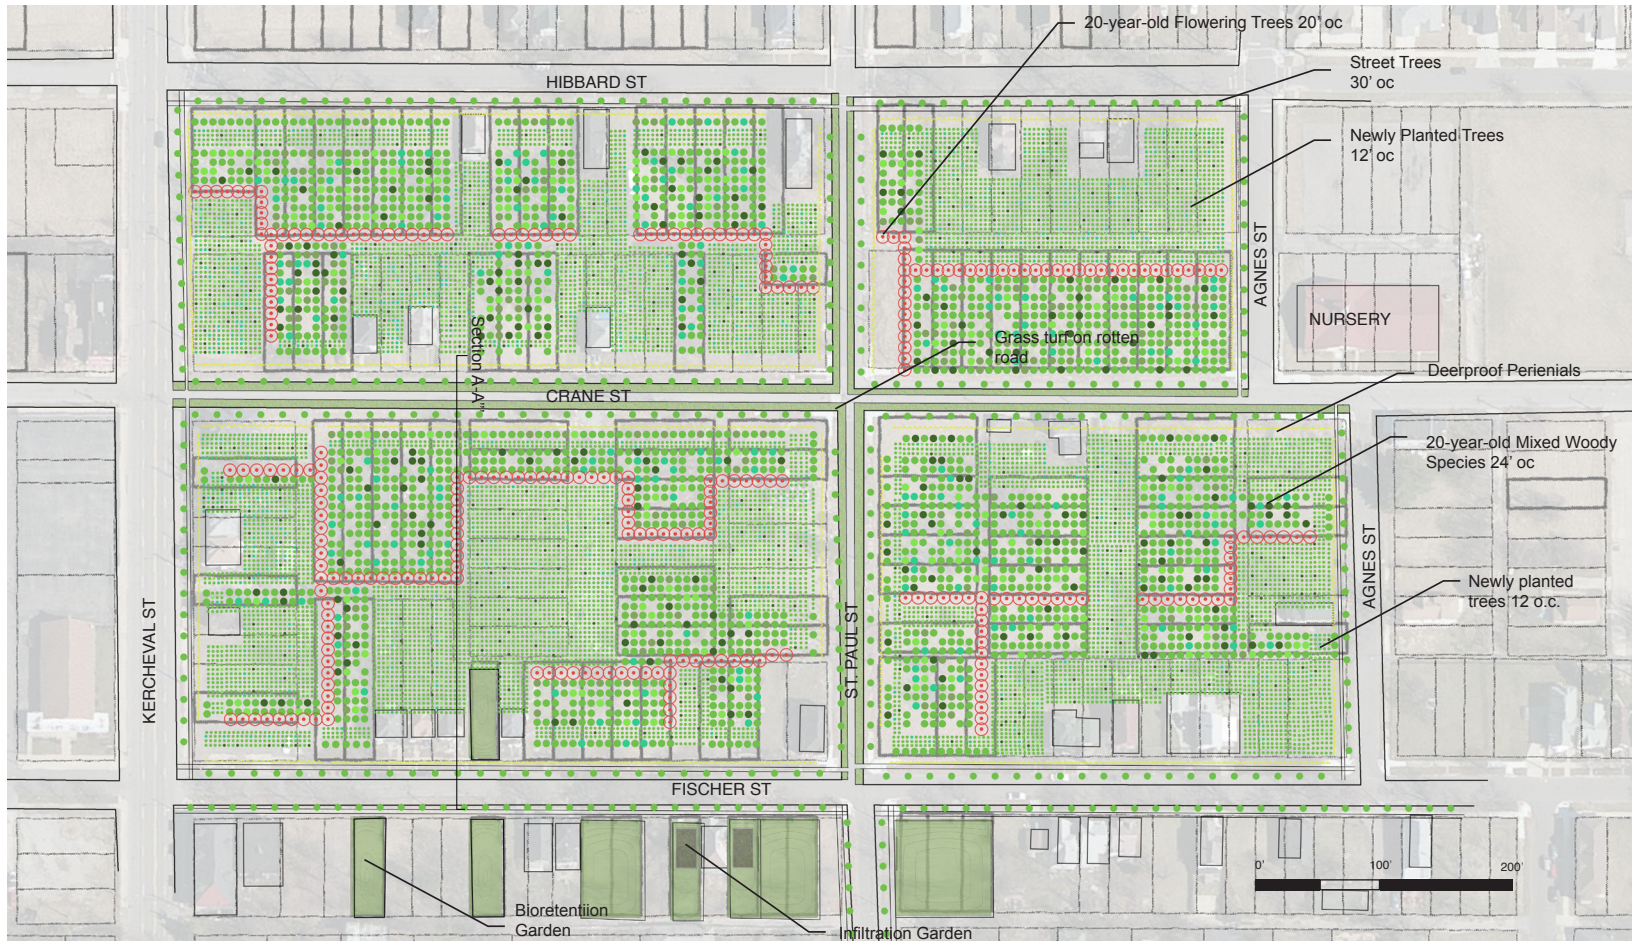 20-year-old Flowering Trees 20' oc
Street Trees
30' oc
HIBBARD ST
Newly Planted Trees
12' oc
AGNES ST
NURSERY
Section A-A'"
Grass turf on rotten
road
Deerproof Perienials
CRANE ST
20-year-old Mixed Woody
Species 24' oc
AGNES ST
Newly planted
trees 12 o.c.
KERCHEVAL ST
ST. PAUL ST
FISCHER ST
0'
100'
200'
Bioretentiion
Garden
Infiltration Garden